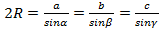 2R = a/sinα = b/sinβ = c/sinγ